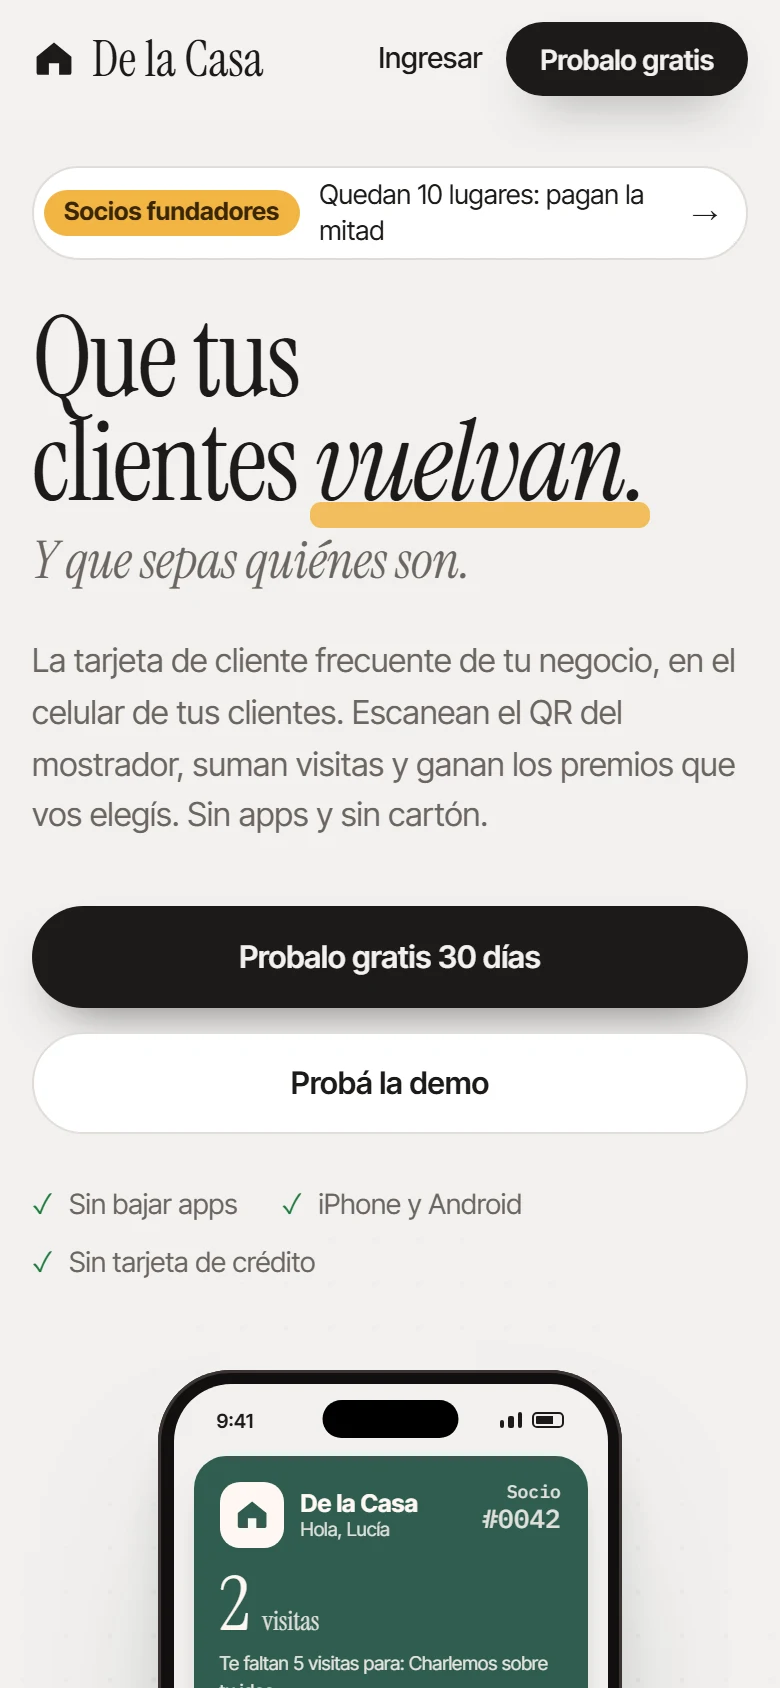 De la Casa
Ingresar
Probalo gratis
Socios fundadores
Quedan 10 lugares: pagan la
mitad
→
Que tus
clientes vuelvan.
Y que sepas quiénes son.
La tarjeta de cliente frecuente de tu negocio, en el
celular de tus clientes. Escanean el QR del
mostrador, suman visitas y ganan los premios que
vos elegís. Sin apps y sin cartón.
Probalo gratis 30 días
Probá la demo
✓ Sin bajar apps
✓ iPhone y Android
✓ Sin tarjeta de crédito
9:41
De la Casa
Hola, Lucía
Socio
#0042
2 visitas
Te faltan 5 visitas para: Charlemos sobre